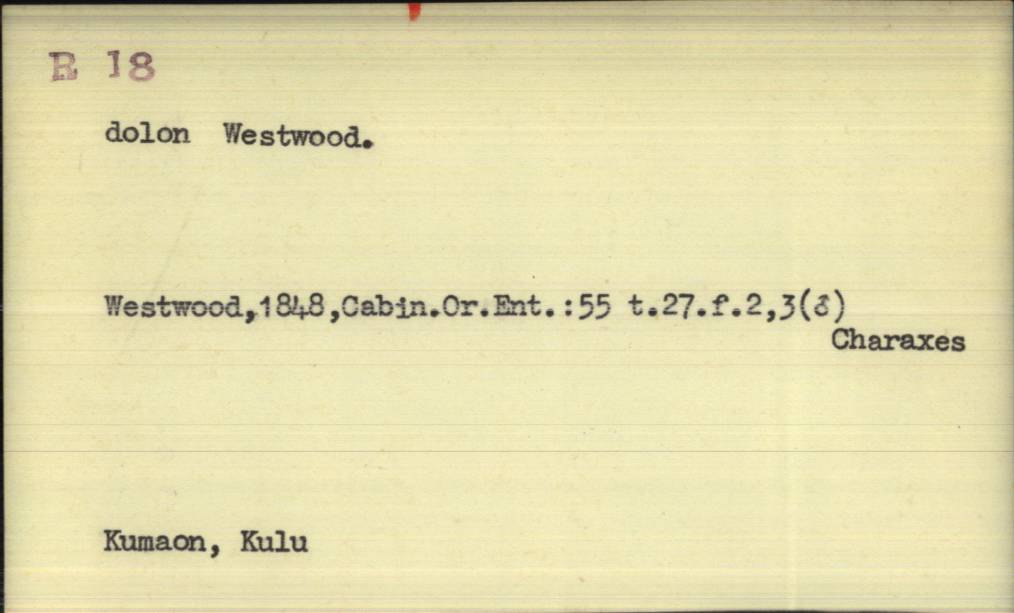 R 18
dolon Westwood.
Westwood,1848,Cabin.Or.Ent.:55 t.27.f.2,3(♂)
Charaxes
Kumaon, Kulu